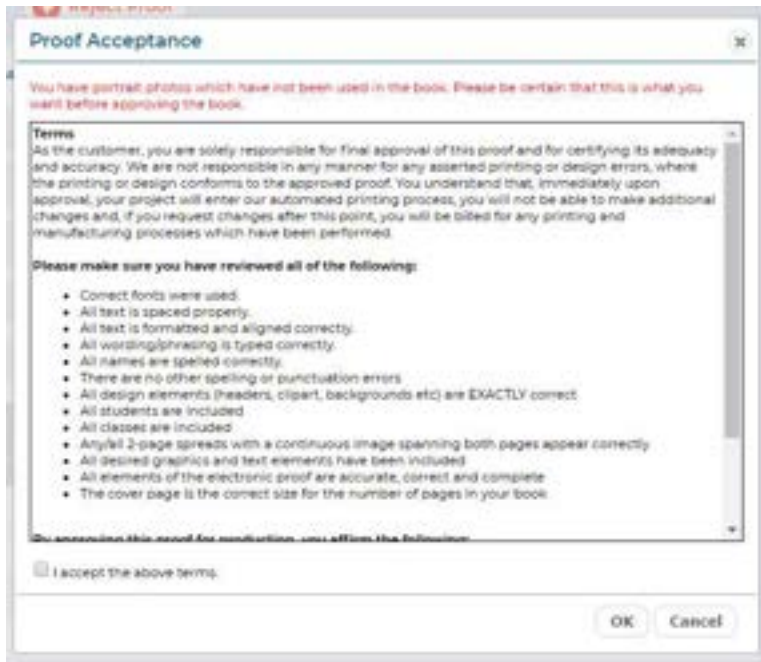 Reject Proof
Proof Acceptance
You have portrait photos which have not been used in the book. Please be certain that this is what you
want before approving the book.
Terms
As the customer, you are solely responsible for final approval of this proof and for certifying its adequacy
and accuracy. We are not responsible in any manner for any asserted printing or design errors, where
the printing or design conforms to the approved proof. You understand that, immediately upon
approval, your project will enter our automated printing process, you will not be able to make additional
changes and, if you request changes after this point, you will be billed for any printing and
manufacturing processes which have been performed.
Please make sure you have reviewed all of the following:
• Correct fonts were used.
• All text is spaced properly.
• All text is formatted and aligned correctly.
• All wording/phrasing is typed correctly.
• All names are spelled correctly.
• There are no other spelling or punctuation errors
• All design elements (headers, clipart, backgrounds etc) are EXACTLY correct
• All students are included
• All classes are included
• Any/all 2-page spreads with a continuous image spanning both pages appear correctly
• All desired graphics and text elements have been included
• All elements of the electronic proof are accurate, correct and complete
• The cover page is the correct size for the number of pages in your book
By approving this proof for production, you affirm the following:
I accept the above terms.
OK Cancel